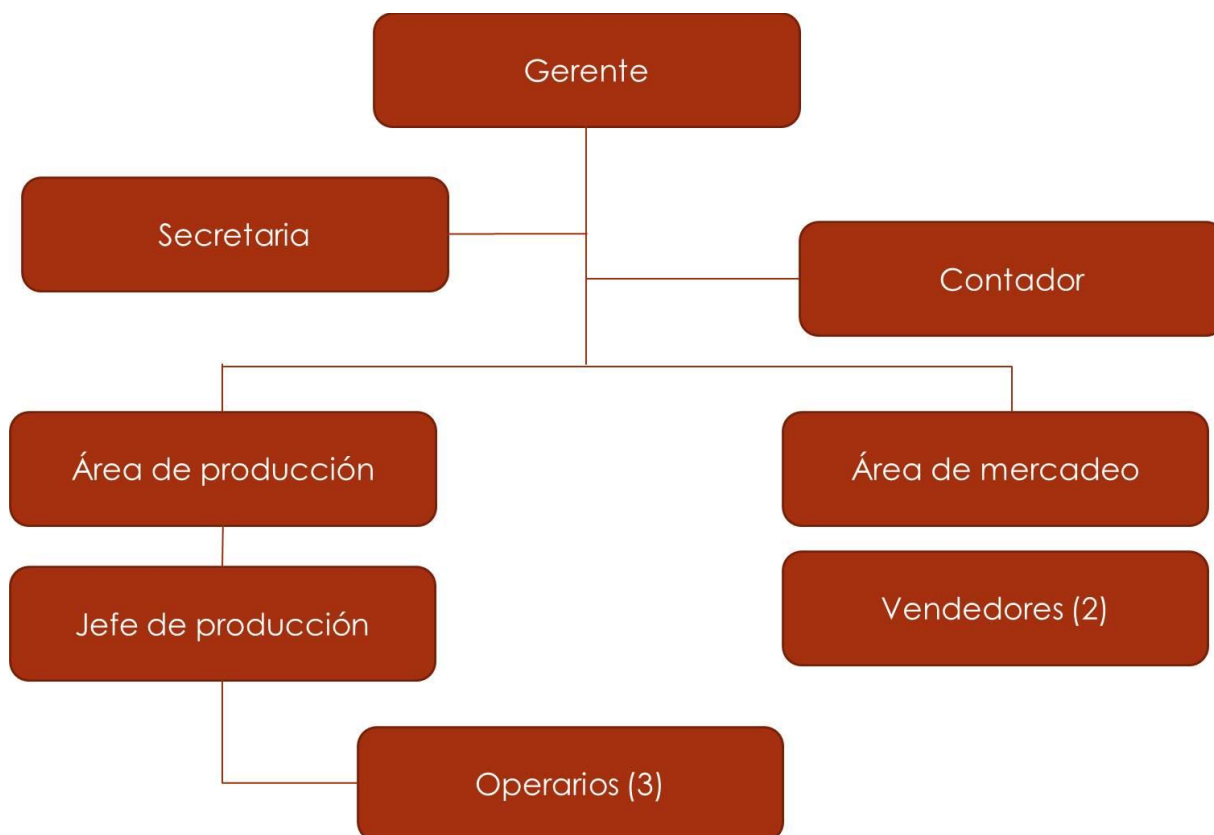 Gerente
Secretaria
Contador
Área de producción
Área de mercadeo
Jefe de producción
Vendedores (2)
Operarios (3)